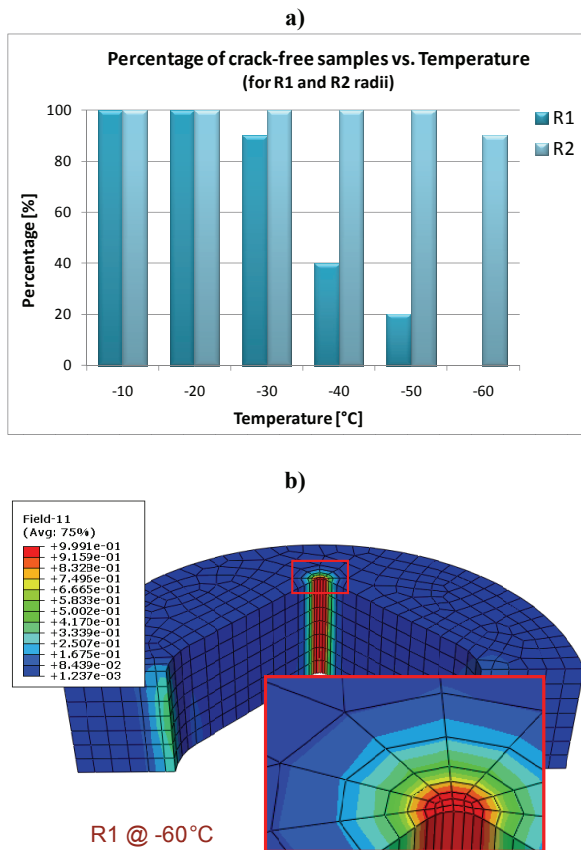 a)
Percentage of crack-free samples vs. Temperature
(for R1 and R2 radii)
100
80
60
40
20
0
Percentage [%]
-10 -20 -30 -40 -50 -60
Temperature [°C]
R1
R2
b)
Field-11
(Avg: 75%)
+9.991e-01
+9.159e-01
+8.328e-01
+7.496e-01
+6.665e-01
+5.833e-01
+5.002e-01
+4.170e-01
+3.339e-01
+2.507e-01
+1.675e-01
+8.439e-02
+1.237e-03
R1 @ -60°C